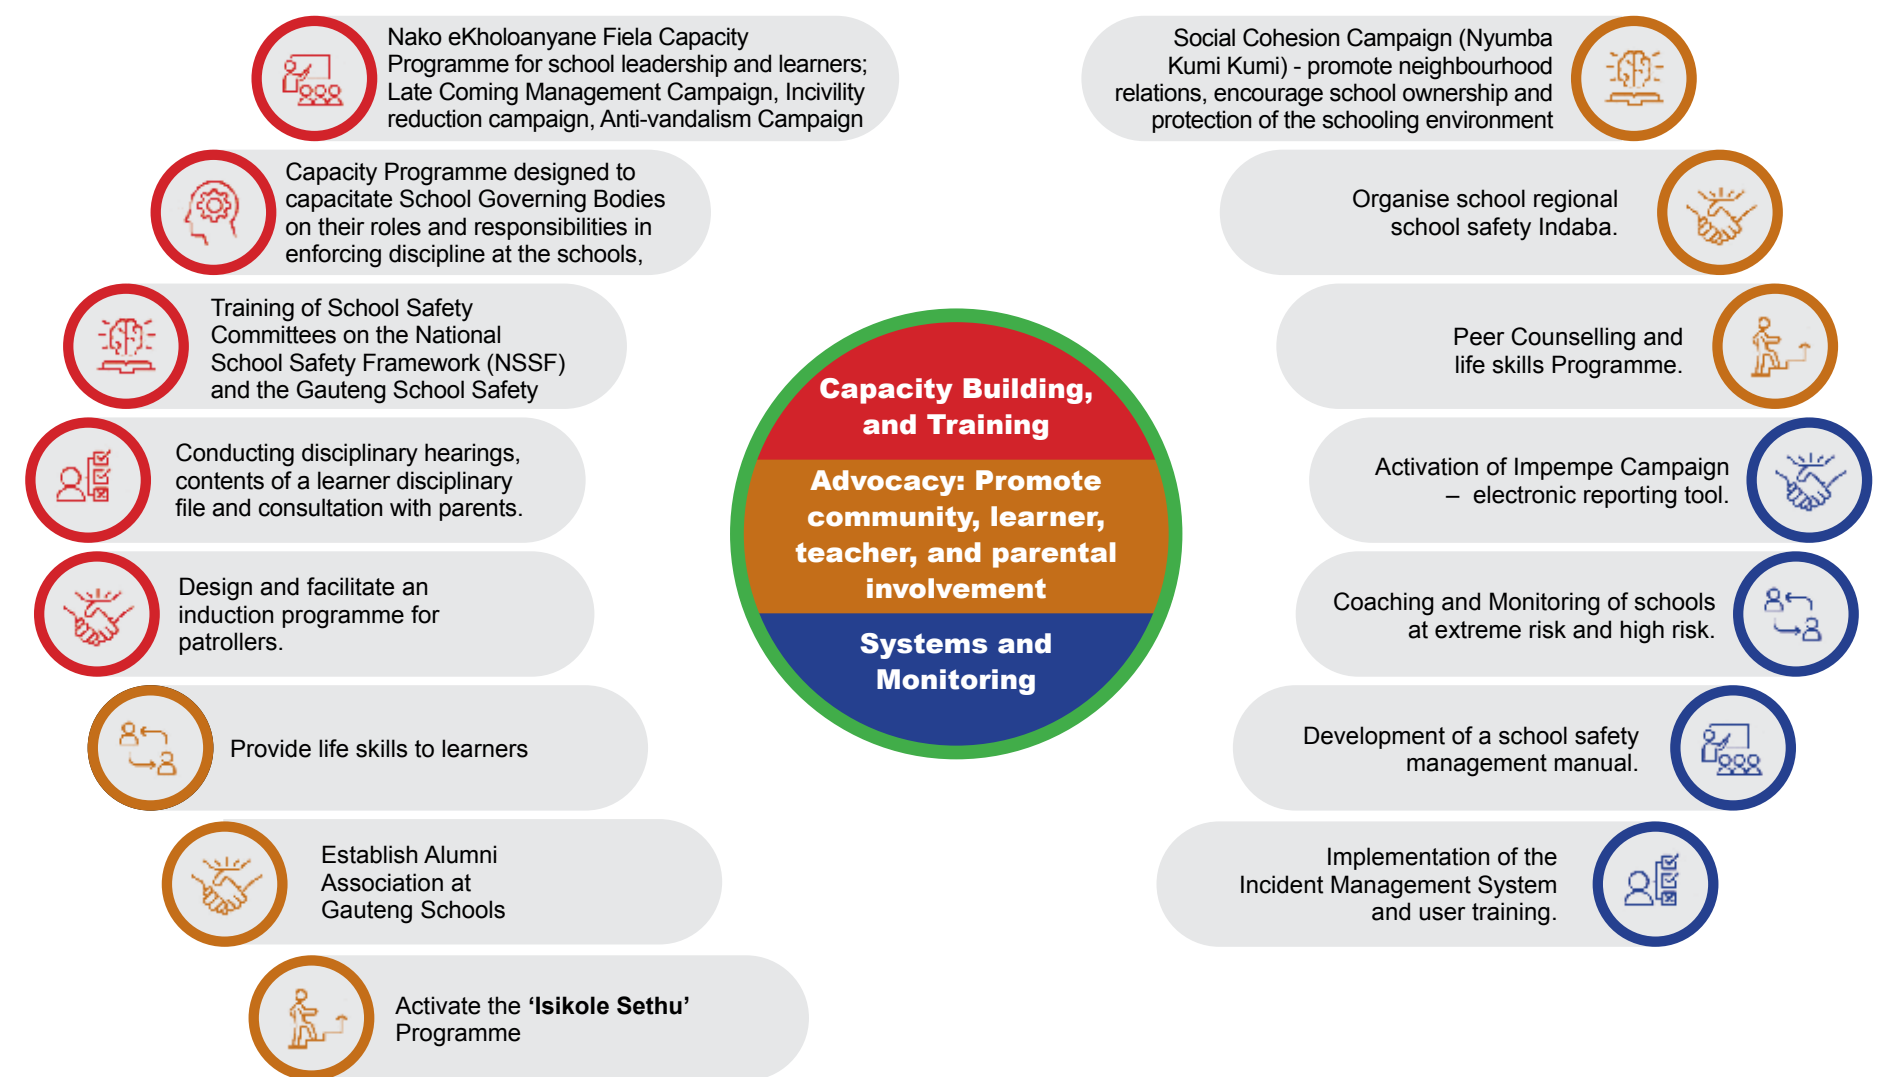 Nako eKholoanyane Fiela Capacity
Programme for school leadership and learners;
Late Coming Management Campaign, Incivility
reduction campaign, Anti-vandalism Campaign
Capacity Programme designed to
capacitate School Governing Bodies
on their roles and responsibilities in
enforcing discipline at the schools,
Training of School Safety
Committees on the National
School Safety Framework (NSSF)
and the Gauteng School Safety
Conducting disciplinary hearings,
contents of a learner disciplinary
file and consultation with parents.
Design and facilitate an
induction programme for
patrollers.
Provide life skills to learners
Establish Alumni
Association at
Gauteng Schools
Activate the ‘Isikole Sethu’
Programme
Capacity Building,
and Training
Advocacy: Promote
community, learner,
teacher, and parental
involvement
Systems and
Monitoring
Social Cohesion Campaign (Nyumba
Kumi Kumi) - promote neighbourhood
relations, encourage school ownership and
protection of the schooling environment
Organise school regional
school safety Indaba.
Peer Counselling and
life skills Programme.
Activation of Impempe Campaign
– electronic reporting tool.
Coaching and Monitoring of schools
at extreme risk and high risk.
Development of a school safety
management manual.
Implementation of the
Incident Management System
and user training.